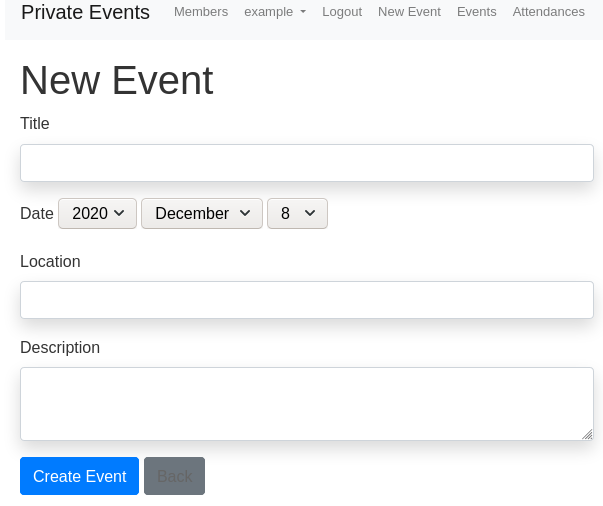 Private Events Members example Logout New Event Events Attendances
New Event
Title
Date 2020 December 8
Location
Description
Create Event Back